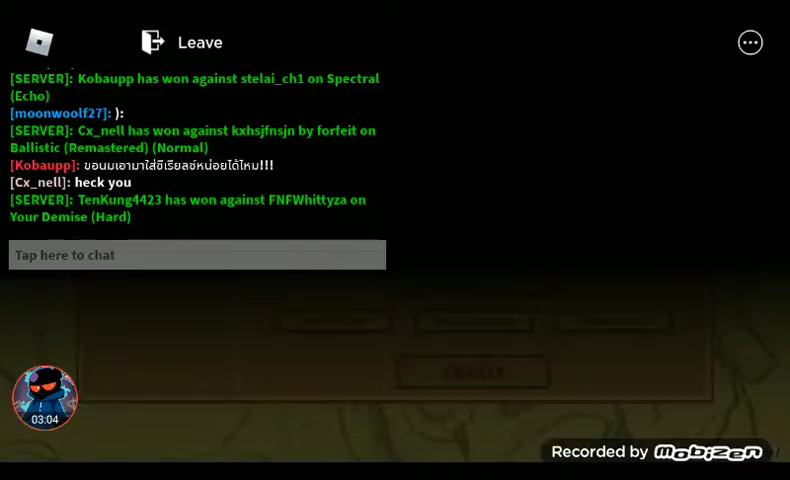 Leave
[SERVER]: Kobaupp has won against stelai_ch1 on Spectral
(Echo)
[moonwoolf27]: ):
[SERVER]: Cx_nell has won against kxhsjfnsjn by forfeit on
Ballistic (Remastered) (Normal)
[Kobaupp]: ขอนมเอามาใส่ซีเรียลซ์หน่อยได้ไหม!!!
[Cx_nell]: heck you
[SERVER]: TenKung4423 has won against FNFWhittyza on
Your Demise (Hard)
Tap here to chat
CREATE
03:04
Recorded by mobizen